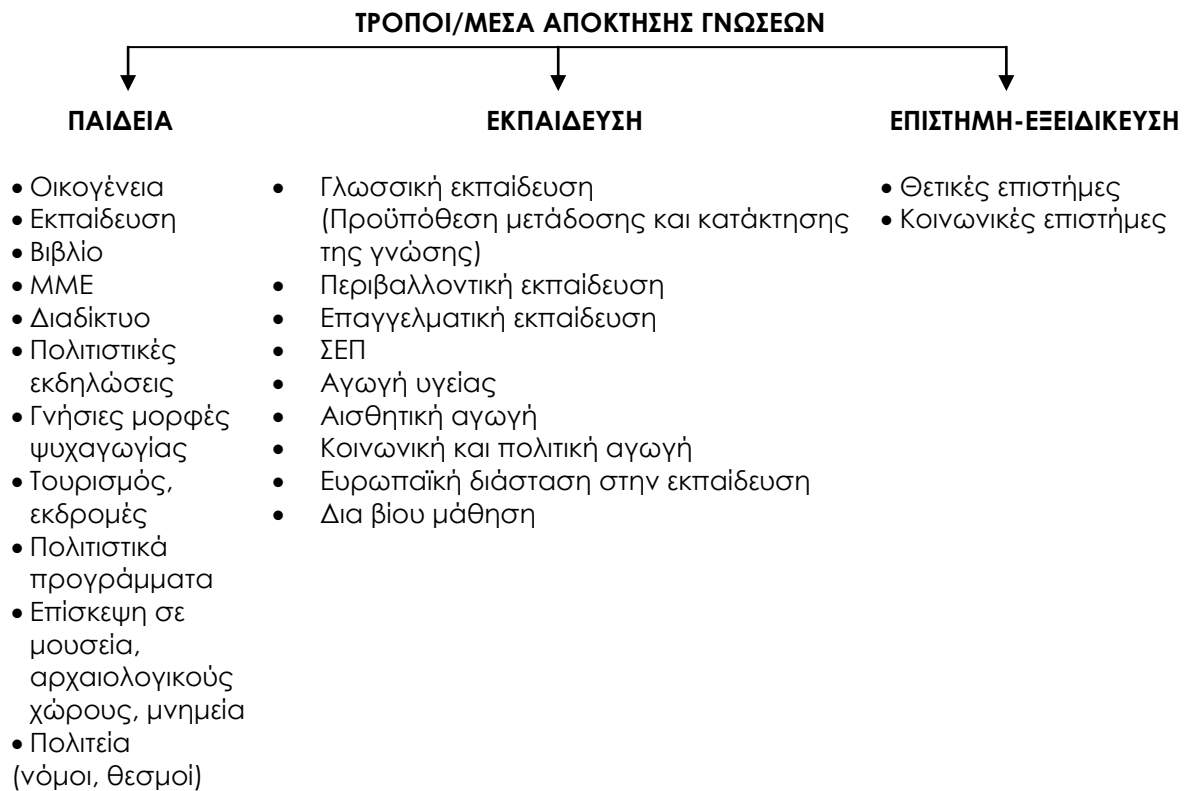 ΤΡΟΠΟΙ/ΜΕΣΑ ΑΠΟΚΤΗΣΗΣ ΓΝΩΣΕΩΝ
ΠΑΙΔΕΙΑ
• Οικογένεια
• Εκπαίδευση
• Βιβλίο
• ΜΜΕ
• Διαδίκτυο
• Πολιτιστικές
εκδηλώσεις
• Γνήσιες μορφές
ψυχαγωγίας
• Τουρισμός,
εκδρομές
• Πολιτιστικά
προγράμματα
• Επίσκεψη σε
μουσεία,
αρχαιολογικούς
χώρους, μνημεία
• Πολιτεία
(νόμοι, θεσμοί)
ΕΚΠΑΙΔΕΥΣΗ
• Γλωσσική εκπαίδευση
(Προϋπόθεση μετάδοσης και κατάκτησης
της γνώσης)
• Περιβαλλοντική εκπαίδευση
• Επαγγελματική εκπαίδευση
• ΣΕΠ
• Αγωγή υγείας
• Αισθητική αγωγή
• Κοινωνική και πολιτική αγωγή
• Ευρωπαϊκή διάσταση στην εκπαίδευση
• Δια βίου μάθηση
ΕΠΙΣΤΗΜΗ-ΕΞΕΙΔΙΚΕΥΣΗ
• Θετικές επιστήμες
• Κοινωνικές επιστήμες